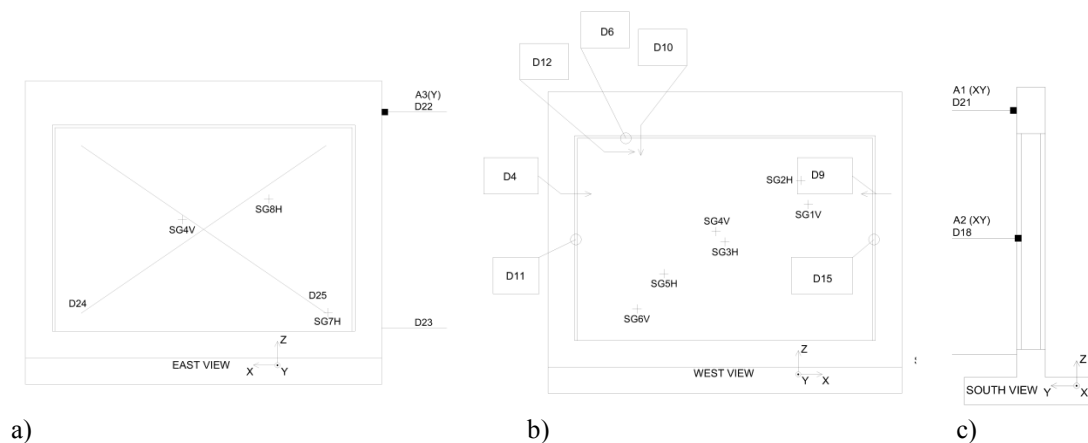 A3(Y)
D22
SG8H
SG4V
D24
D25
SG7H
D23
Z
EAST VIEW
X
Y
a)
D6
D10
D12
D4
SG2H
D9
SG1V
SG4V
SG3H
D11
D15
SG5H
SG6V
Z
WEST VIEW
Y
X
b)
A1 (XY)
D21
A2 (XY)
D18
Z
SOUTH VIEW
Y
X
c)